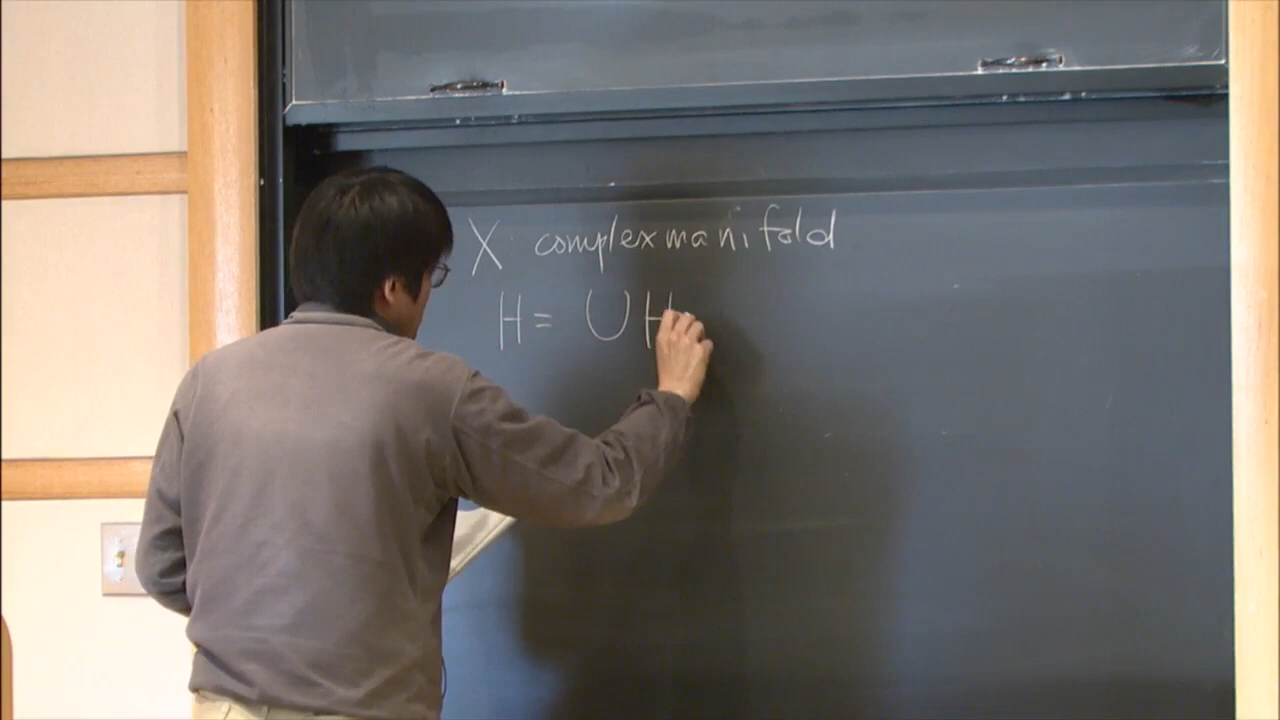 X complex manifold
H = ∪ H